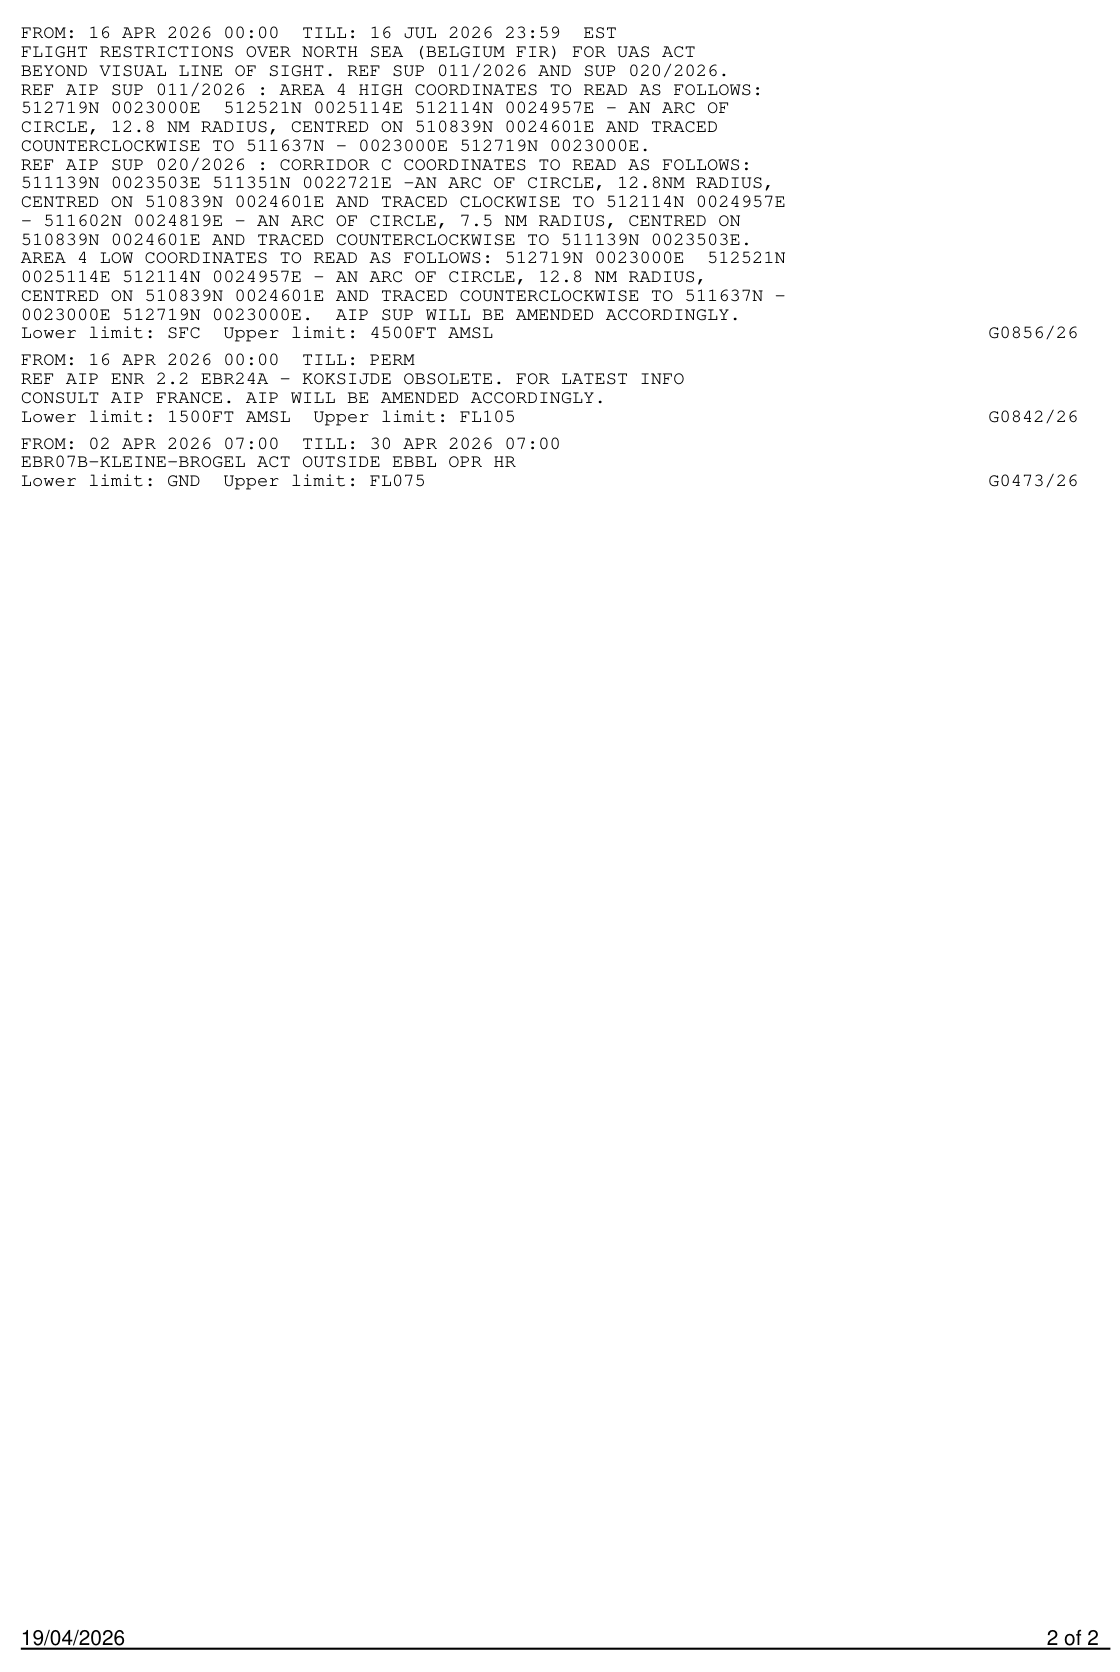 FROM: 16 APR 2026 00:00  TILL: 16 JUL 2026 23:59  EST
FLIGHT RESTRICTIONS OVER NORTH SEA (BELGIUM FIR) FOR UAS ACT
BEYOND VISUAL LINE OF SIGHT. REF SUP 011/2026 AND SUP 020/2026.
REF AIP SUP 011/2026 : AREA 4 HIGH COORDINATES TO READ AS FOLLOWS:
512719N 0023000E  512521N 0025114E 512114N 0024957E - AN ARC OF
CIRCLE, 12.8 NM RADIUS, CENTRED ON 510839N 0024601E AND TRACED
COUNTERCLOCKWISE TO 511637N - 0023000E 512719N 0023000E.
REF AIP SUP 020/2026 : CORRIDOR C COORDINATES TO READ AS FOLLOWS:
511139N 0023503E 511351N 0022721E -AN ARC OF CIRCLE, 12.8NM RADIUS,
CENTRED ON 510839N 0024601E AND TRACED CLOCKWISE TO 512114N 0024957E
- 511602N 0024819E - AN ARC OF CIRCLE, 7.5 NM RADIUS, CENTRED ON
510839N 0024601E AND TRACED COUNTERCLOCKWISE TO 511139N 0023503E.
AREA 4 LOW COORDINATES TO READ AS FOLLOWS: 512719N 0023000E  512521N
0025114E 512114N 0024957E - AN ARC OF CIRCLE, 12.8 NM RADIUS,
CENTRED ON 510839N 0024601E AND TRACED COUNTERCLOCKWISE TO 511637N -
0023000E 512719N 0023000E.  AIP SUP WILL BE AMENDED ACCORDINGLY.
Lower limit: SFC  Upper limit: 4500FT AMSL G0856/26
FROM: 16 APR 2026 00:00  TILL: PERM
REF AIP ENR 2.2 EBR24A - KOKSIJDE OBSOLETE. FOR LATEST INFO
CONSULT AIP FRANCE. AIP WILL BE AMENDED ACCORDINGLY.
Lower limit: 1500FT AMSL  Upper limit: FL105 G0842/26
FROM: 02 APR 2026 07:00  TILL: 30 APR 2026 07:00
EBR07B-KLEINE-BROGEL ACT OUTSIDE EBBL OPR HR
Lower limit: GND  Upper limit: FL075 G0473/26
19/04/2026 2 of 2